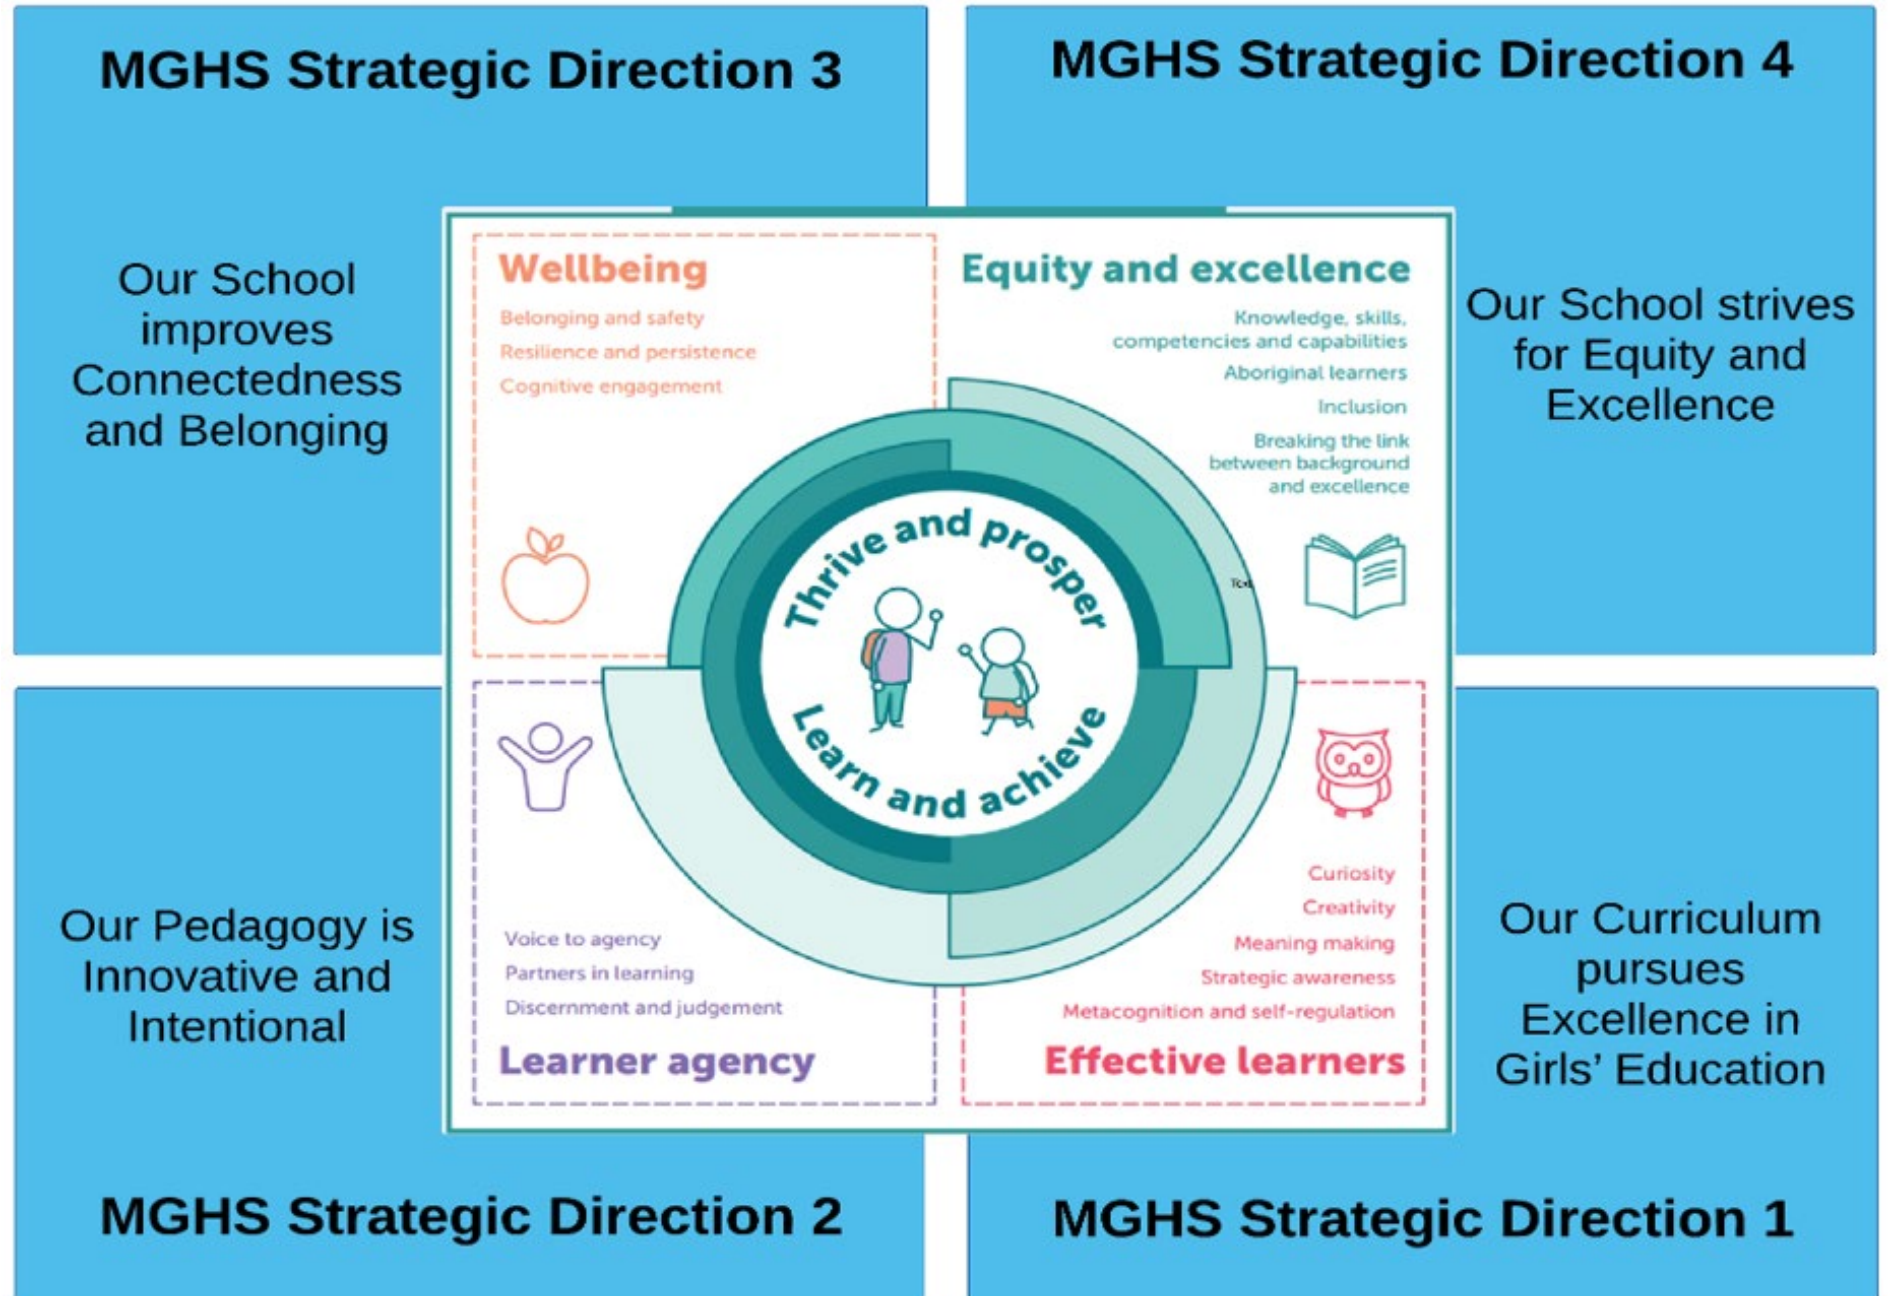 MGHS Strategic Direction 3
Our School
improves
Connectedness
and Belonging
MGHS Strategic Direction 4
Our School strives
for Equity and
Excellence
Wellbeing
Belonging and safety
Resilience and persistence
Cognitive engagement
Equity and excellence
Knowledge, skills,
competencies and capabilities
Aboriginal learners
Inclusion
Breaking the link
between background
and excellence
Text
Thrive and prosper
Learn and achieve
Voice to agency
Partners in learning
Discernment and judgement
Learner agency
Curiosity
Creativity
Meaning making
Strategic awareness
Metacognition and self-regulation
Effective learners
Our Pedagogy is
Innovative and
Intentional
MGHS Strategic Direction 2
Our Curriculum
pursues
Excellence in
Girls’ Education
MGHS Strategic Direction 1